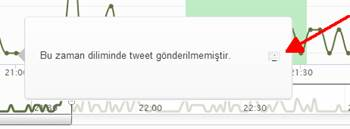 Bu zaman diliminde tweet gönderilmemiştir.
21:00 21:30
22:00 22:30